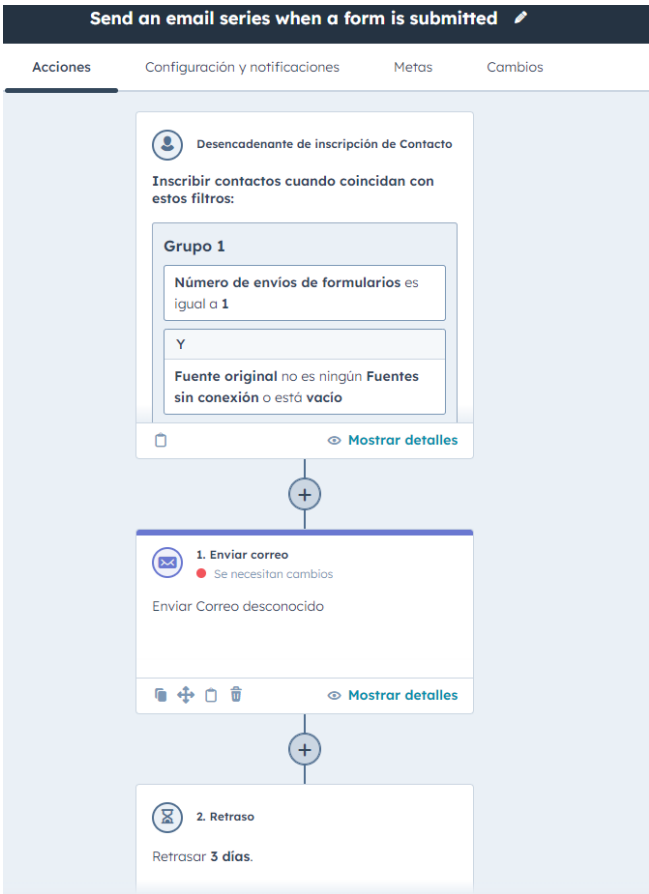 Send an email series when a form is submitted
Acciones Configuración y notificaciones Metas Cambios
Desencadenante de inscripción de Contacto
Inscribir contactos cuando coincidan con
estos filtros:
Grupo 1
Número de envíos de formularios es
igual a 1
Y
Fuente original no es ningún Fuentes
sin conexión o está vacío
Mostrar detalles
1. Enviar correo
Se necesitan cambios
Enviar Correo desconocido
Mostrar detalles
2. Retraso
Retrasar 3 días.